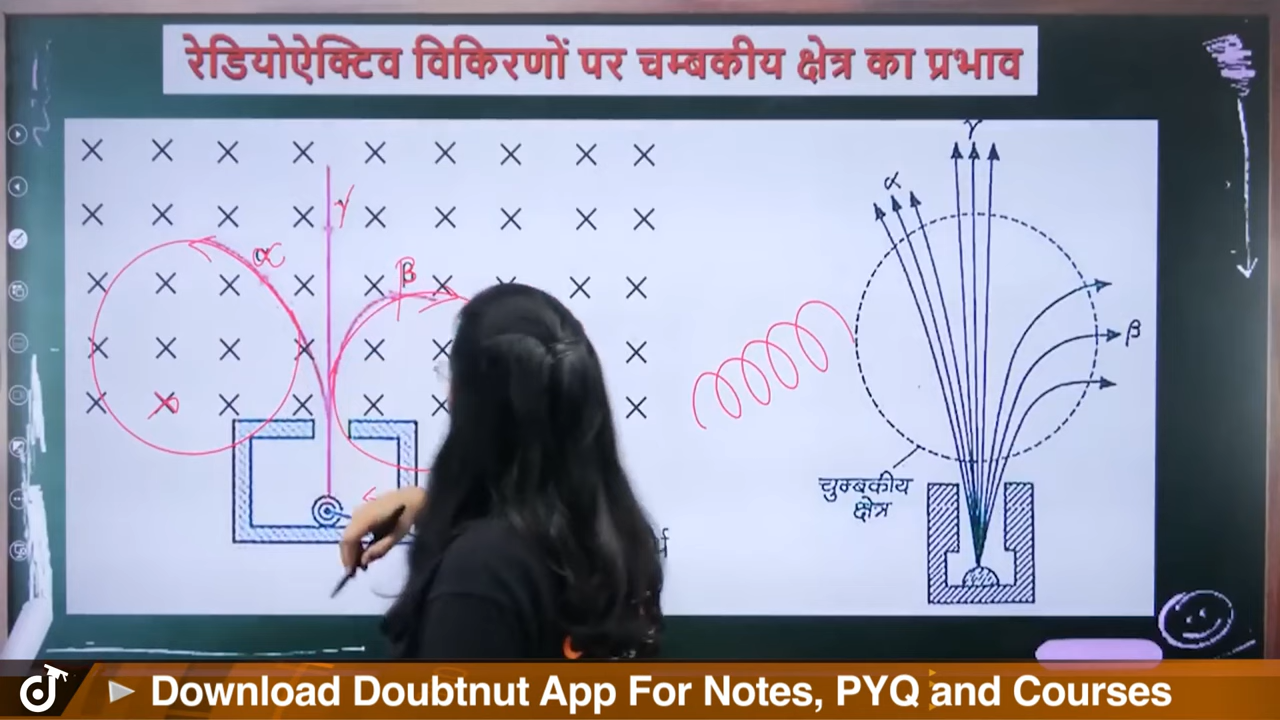 रेडियोऐक्टिव विकिरणों पर चम्बकीय क्षेत्र का प्रभाव
γ
α
β
γ
α
β
चुम्बकीय
क्षेत्र
Download Doubtnut App For Notes, PYQ and Courses